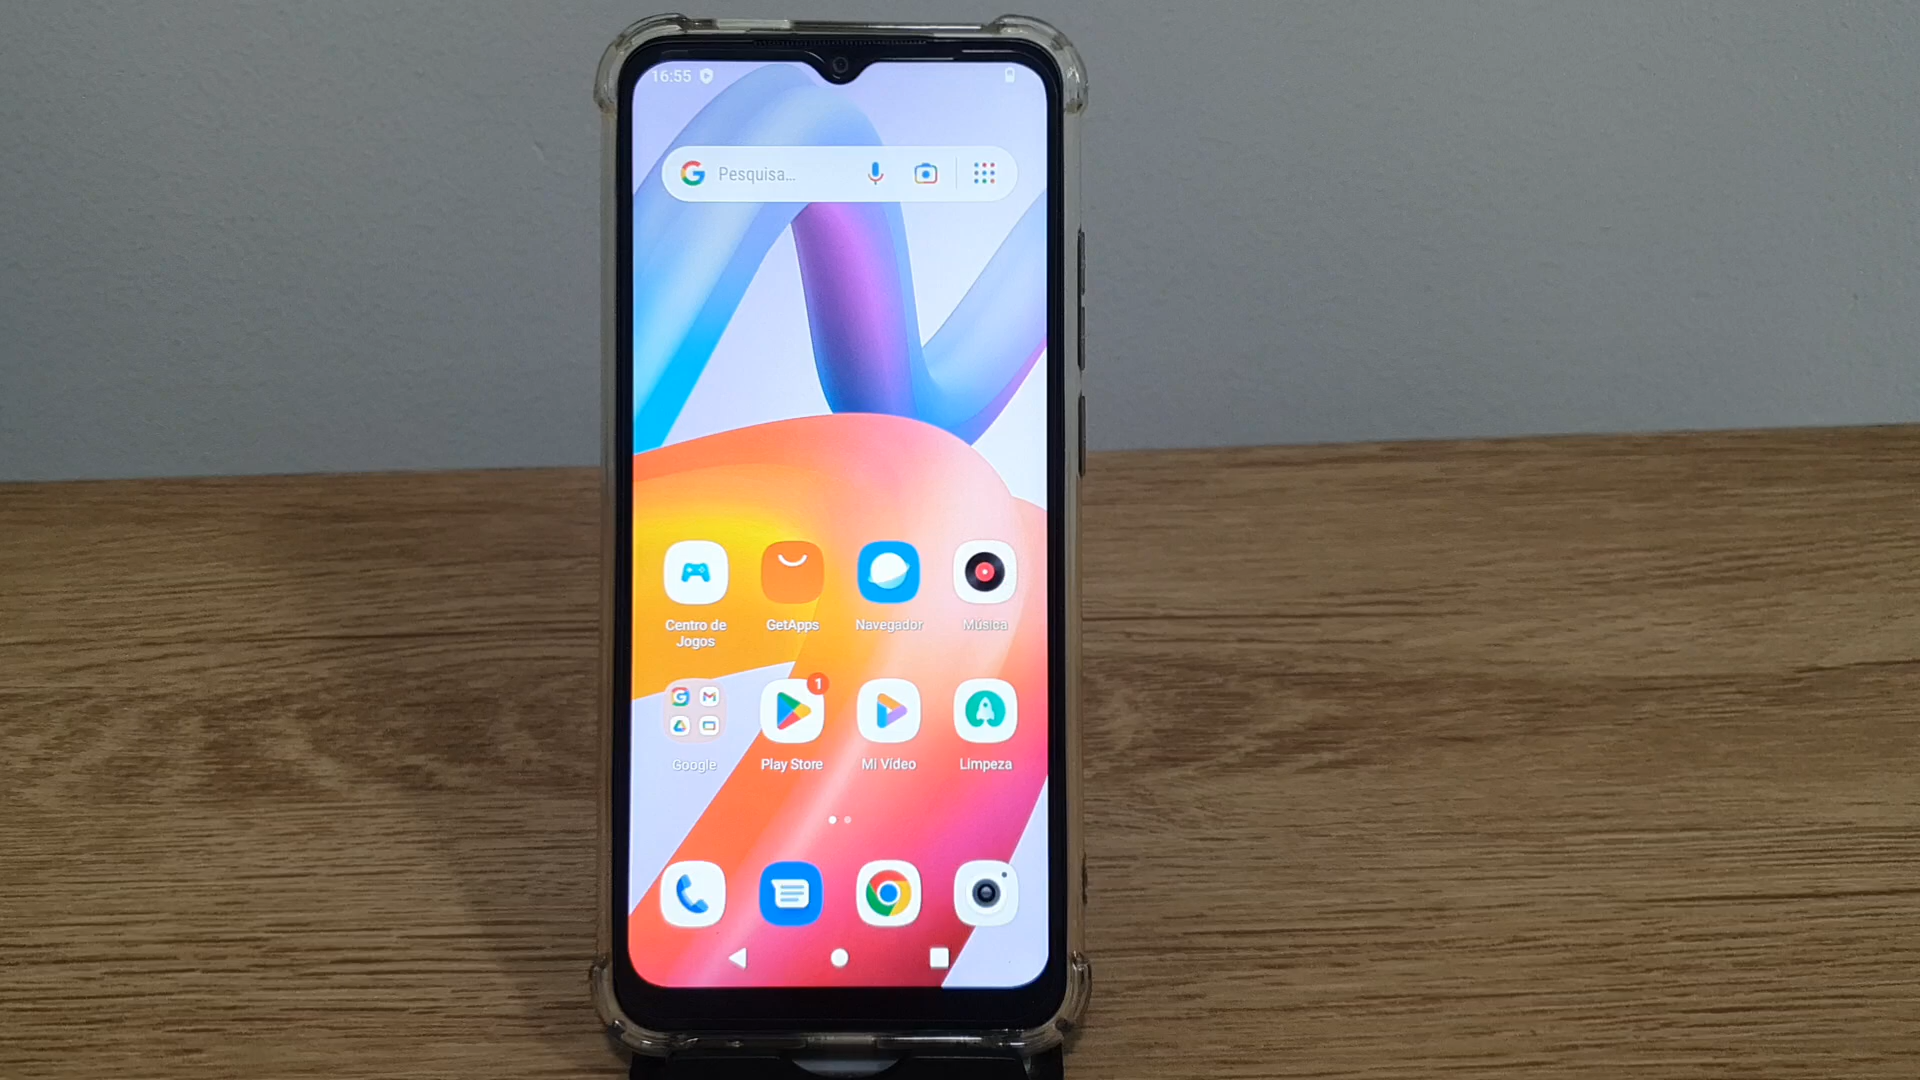 16:55
Pesquisa...
Centro de
Jogos
GetApps
Navegador
Música
1
Google
Play Store
Mi Vídeo
Limpeza